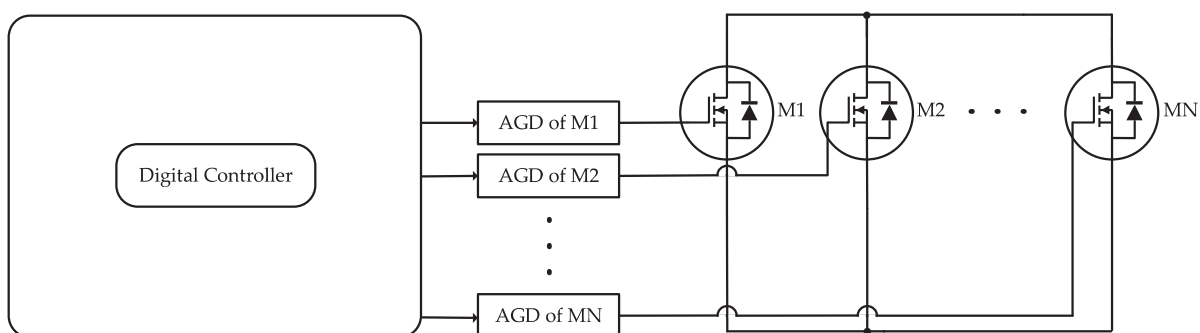 Digital Controller
AGD of M1
AGD of M2
AGD of MN
M1
M2
MN